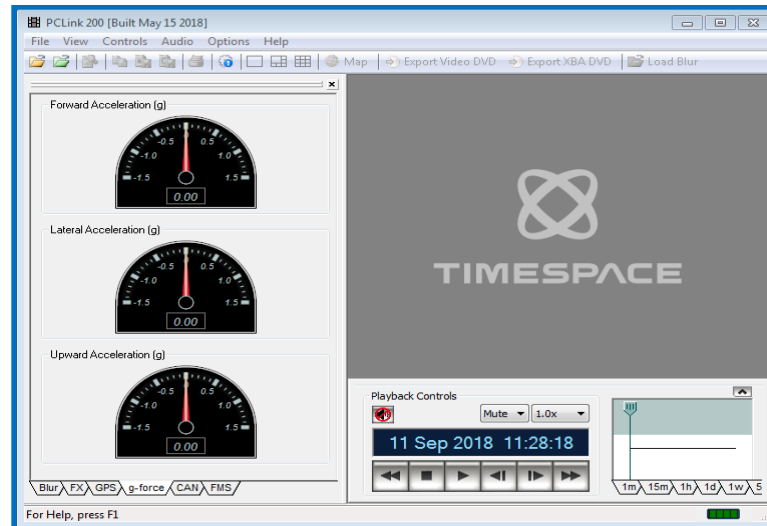 PCLink 200 [Built May 15 2018]
File View Controls Audio Options Help
Map Export Video DVD Export XBA DVD Load Blur
Forward Acceleration (g)
-1.5 -1.0 -0.5 0 0.5 1.0 1.5
0.00
Lateral Acceleration (g)
-1.5 -1.0 -0.5 0 0.5 1.0 1.5
0.00
Upward Acceleration (g)
-1.5 -1.0 -0.5 0 0.5 1.0 1.5
0.00
Blur FX GPS g-force CAN FMS
TIMESPACE
Playback Controls
Mute 1.0x
11 Sep 2018 11:28:18
1m 15m 1h 1d 1w 5
For Help, press F1